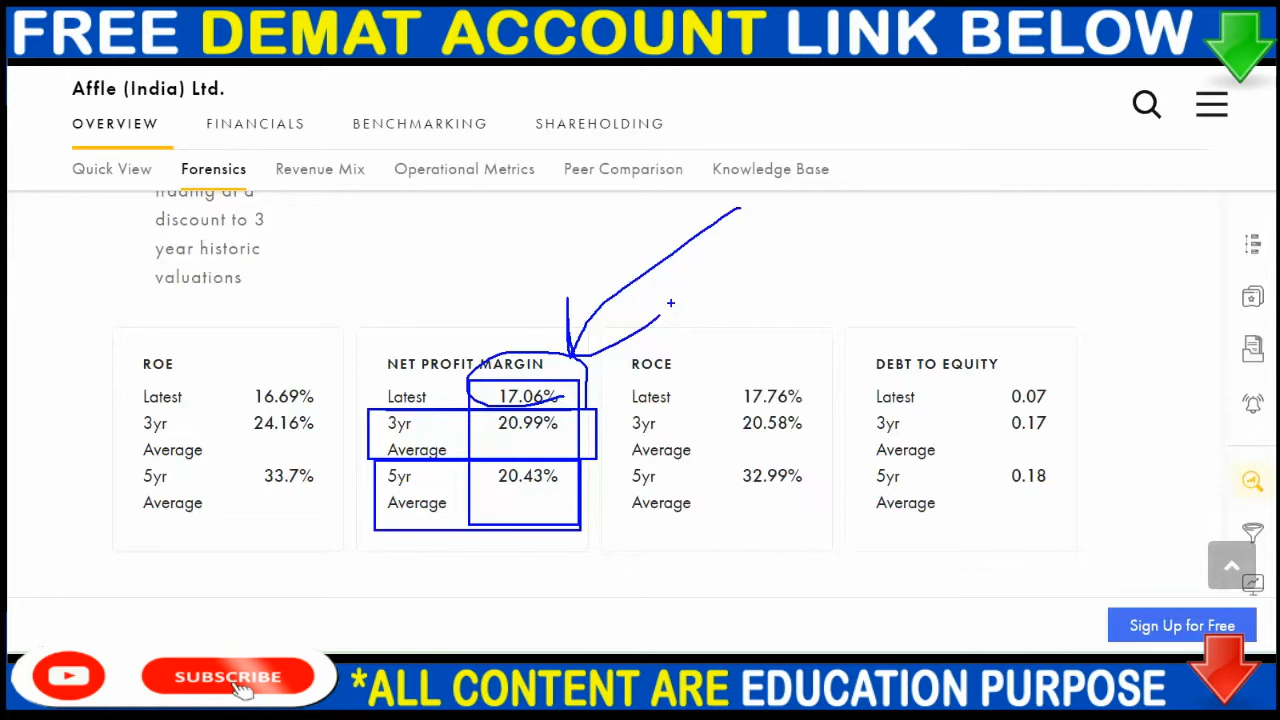 FREE DEMAT ACCOUNT LINK BELOW
Affle (India) Ltd.
OVERVIEW FINANCIALS BENCHMARKING SHAREHOLDING
Quick View Forensics Revenue Mix Operational Metrics Peer Comparison Knowledge Base
trading at a
discount to 3
year historic
valuations
ROE
Latest 16.69%
3yr 24.16%
Average
5yr 33.7%
Average
NET PROFIT MARGIN
Latest 17.06%
3yr 20.99%
Average
5yr 20.43%
Average
ROCE
Latest 17.76%
3yr 20.58%
Average
5yr 32.99%
Average
DEBT TO EQUITY
Latest 0.07
3yr 0.17
Average
5yr 0.18
Average
Sign Up for Free
SUBSCRIBE
*ALL CONTENT ARE EDUCATION PURPOSE